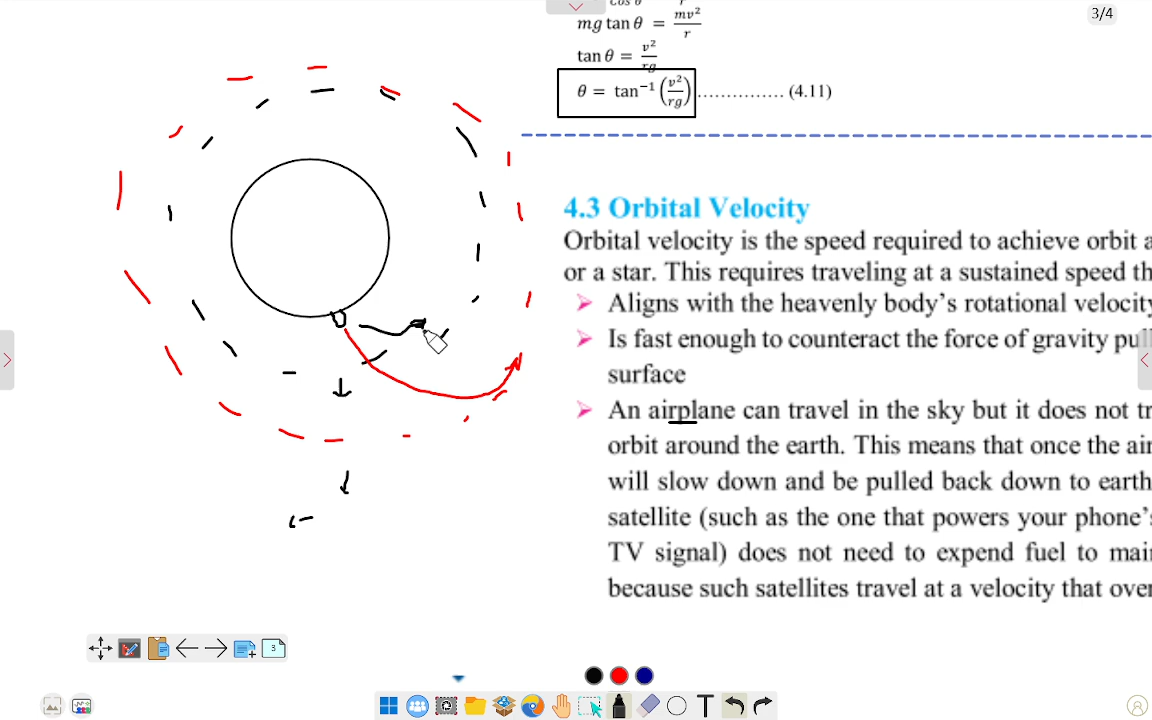 3/4
mg tan θ = mv²/r
tan θ = v²/rg
θ = tan⁻¹ (v²/rg) .............. (4.11)
4.3 Orbital Velocity
Orbital velocity is the speed required to achieve orbit a
or a star. This requires traveling at a sustained speed th
Aligns with the heavenly body's rotational velocity
Is fast enough to counteract the force of gravity pull
surface
An airplane can travel in the sky but it does not tr
orbit around the earth. This means that once the air
will slow down and be pulled back down to earth
satellite (such as the one that powers your phone's
TV signal) does not need to expend fuel to mai
because such satellites travel at a velocity that over
3
T